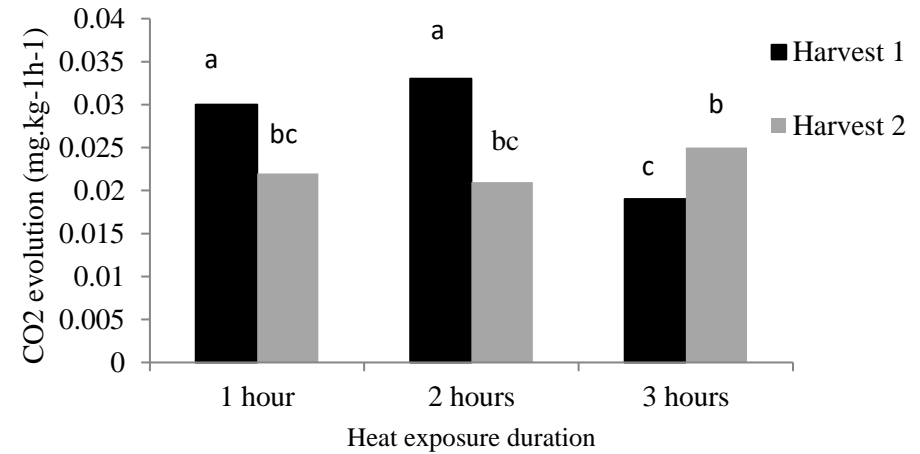 CO2 evolution (mg.kg-1h-1)
0.04
0.035
0.03
0.025
0.02
0.015
0.01
0.005
0
a
bc
a
bc
c
b
1 hour
2 hours
3 hours
Heat exposure duration
Harvest 1
Harvest 2